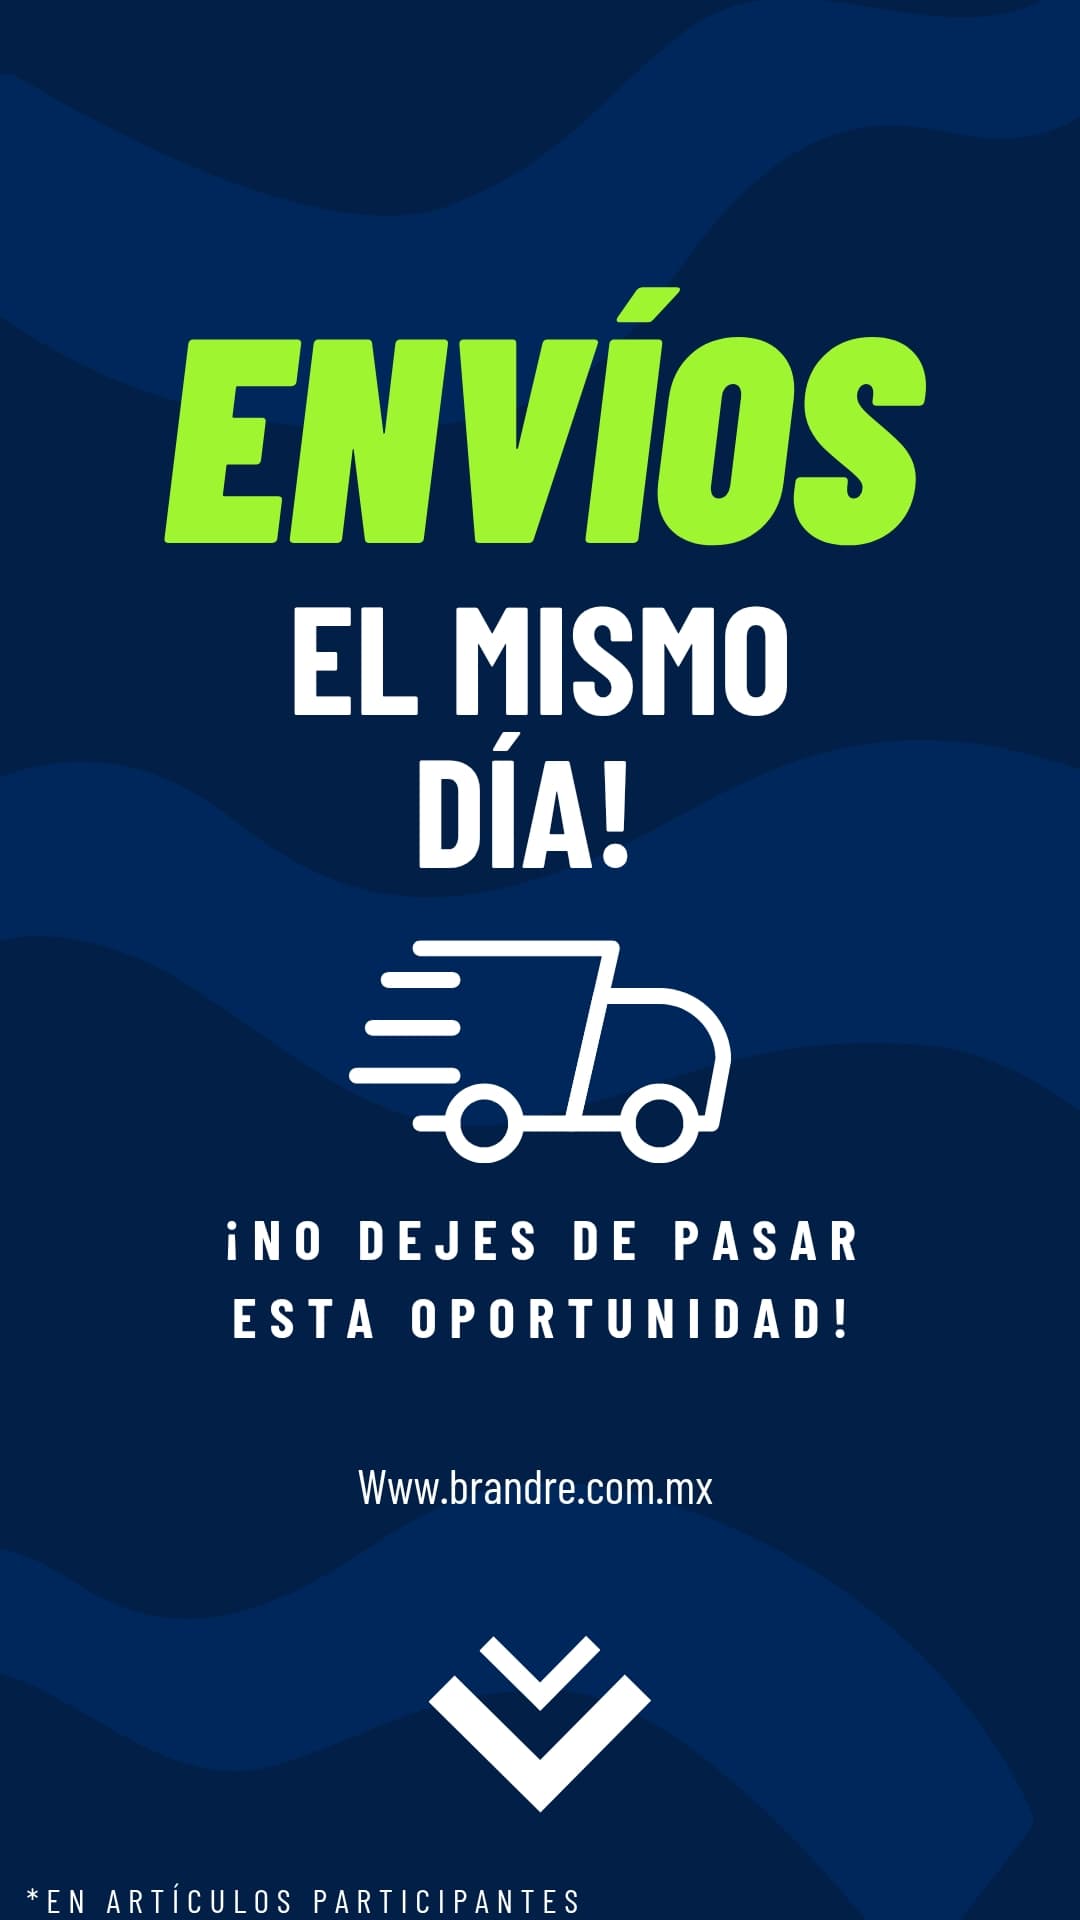 ENVÍOS
EL MISMO
DÍA!
¡NO DEJES DE PASAR
ESTA OPORTUNIDAD!
Www.brandre.com.mx
*EN ARTÍCULOS PARTICIPANTES